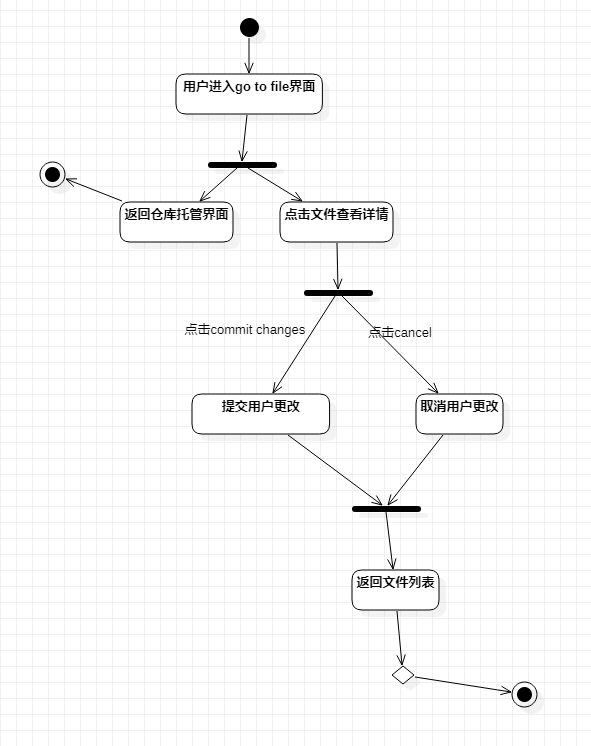 用户进入go to file界面
返回仓库托管界面
点击文件查看详情
点击commit changes
点击cancel
提交用户更改
取消用户更改
返回文件列表